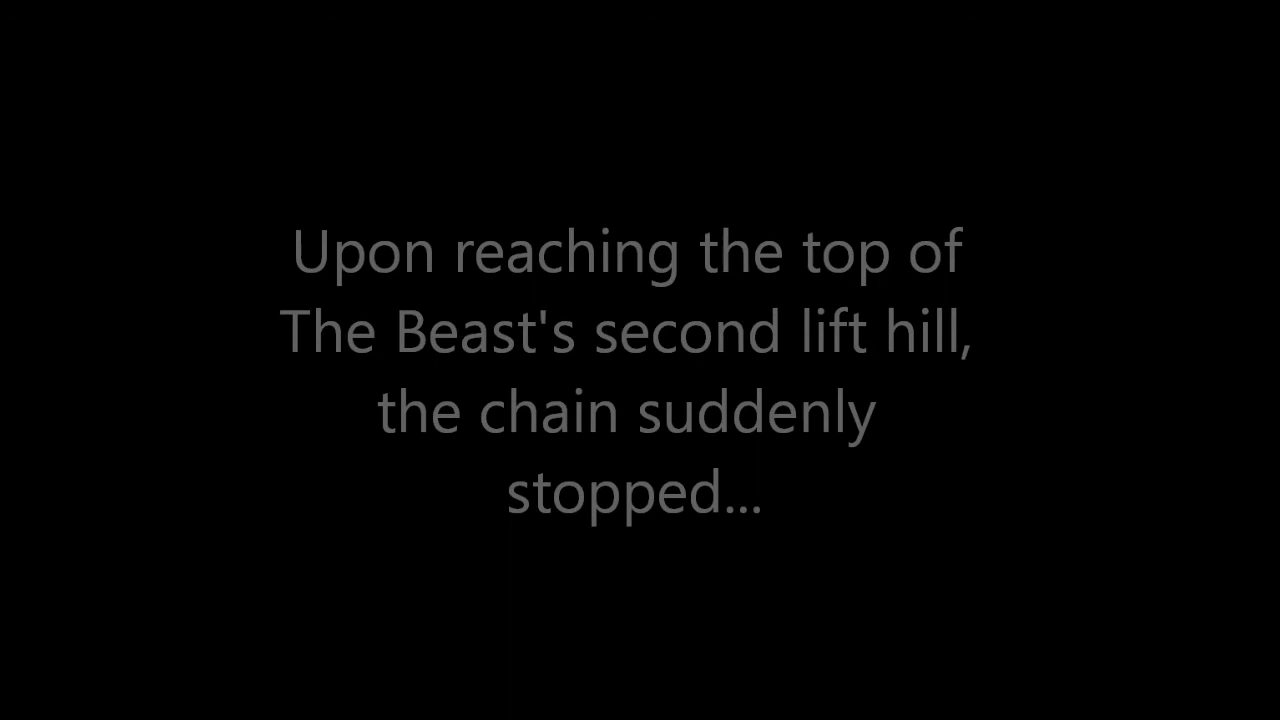 Upon reaching the top of
The Beast's second lift hill,
the chain suddenly
stopped...